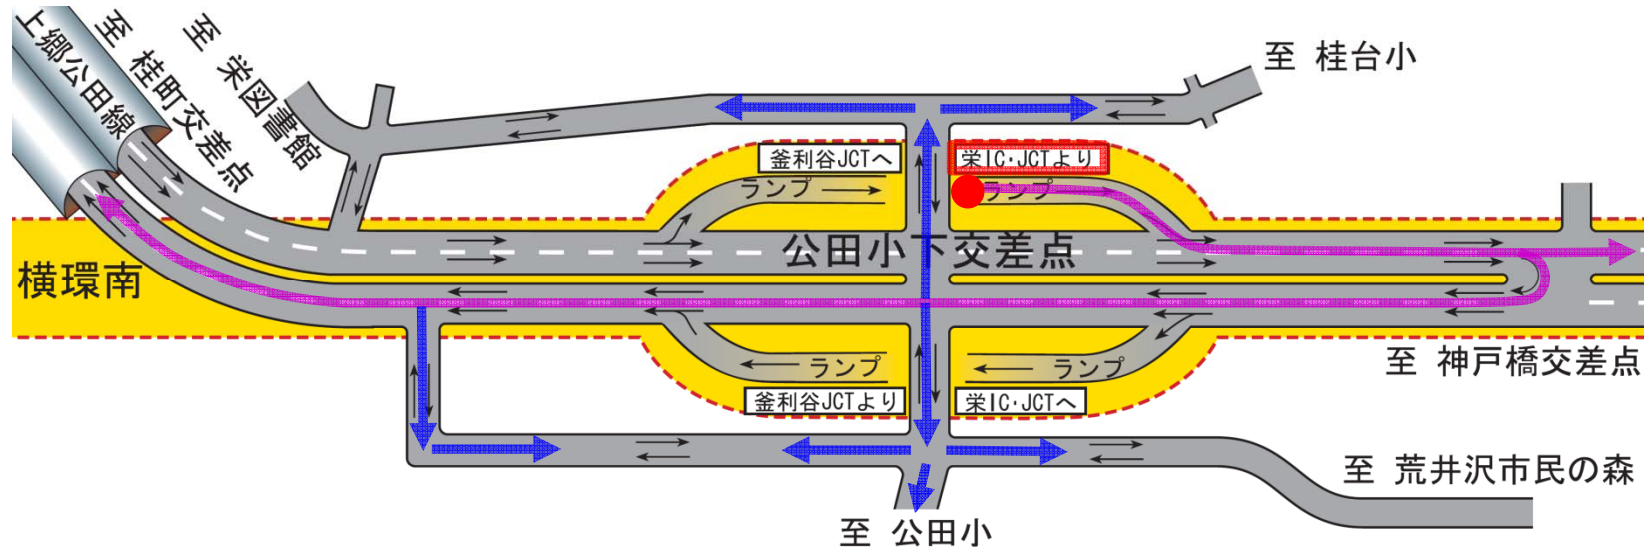 上郷公田線
至 桂町交差点
至 栄図書館
至 桂台小
釜利谷JCTへ
栄IC・JCTより
ランプ
ランプ
公田小下交差点
横環南
ランプ
ランプ
釜利谷JCTより
栄IC・JCTへ
至 神戸橋交差点
至 荒井沢市民の森
至 公田小